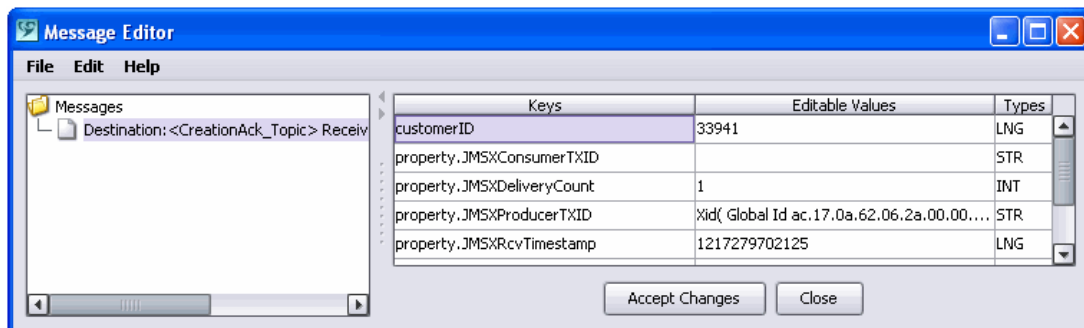 Message Editor
File Edit Help
Messages
Destination:<CreationAck_Topic> Receiv
Keys Editable Values Types
customerID 33941 LNG
property.JMSXConsumerTXID STR
property.JMSXDeliveryCount 1 INT
property.JMSXProducerTXID Xid( Global Id ac.17.0a.62.06.2a.00.00.... STR
property.JMSXRcvTimestamp 1217279702125 LNG
Accept Changes Close